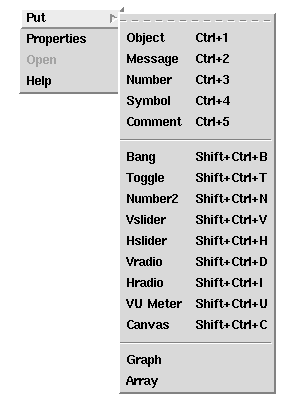 Put
Properties
Open
Help
Object Ctrl+1
Message Ctrl+2
Number Ctrl+3
Symbol Ctrl+4
Comment Ctrl+5
Bang Shift+Ctrl+B
Toggle Shift+Ctrl+T
Number2 Shift+Ctrl+N
Vslider Shift+Ctrl+V
Hslider Shift+Ctrl+H
Vradio Shift+Ctrl+D
Hradio Shift+Ctrl+I
VU Meter Shift+Ctrl+U
Canvas Shift+Ctrl+C
Graph
Array